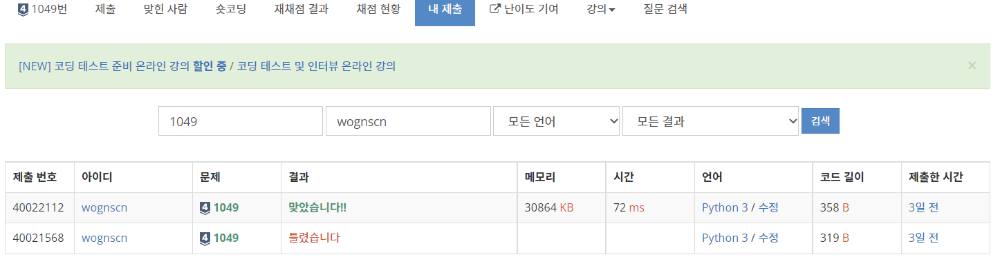 4 1049번 제출 맞힌 사람 숏코딩 재채점 결과 채점 현황 내 제출 난이도 기여 강의 질문 검색
[NEW] 코딩 테스트 준비 온라인 강의 할인 중 / 코딩 테스트 및 인터뷰 온라인 강의 ×
1049 wognscn 모든 언어 모든 결과 검색
제출 번호 아이디 문제 결과 메모리 시간 언어 코드 길이 제출한 시간
40022112 wognscn 4 1049 맞았습니다!! 30864 KB 72 ms Python 3 / 수정 358 B 3일 전
40021568 wognscn 4 1049 틀렸습니다 Python 3 / 수정 319 B 3일 전